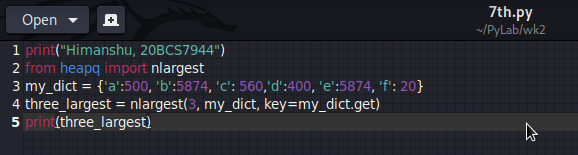 Open
7th.py
~/PyLab/wk2
1 print("Himanshu, 20BCS7944")
2 from heapq import nlargest
3 my_dict = {'a':500, 'b':5874, 'c': 560,'d':400, 'e':5874, 'f': 20}
4 three_largest = nlargest(3, my_dict, key=my_dict.get)
5 print(three_largest)